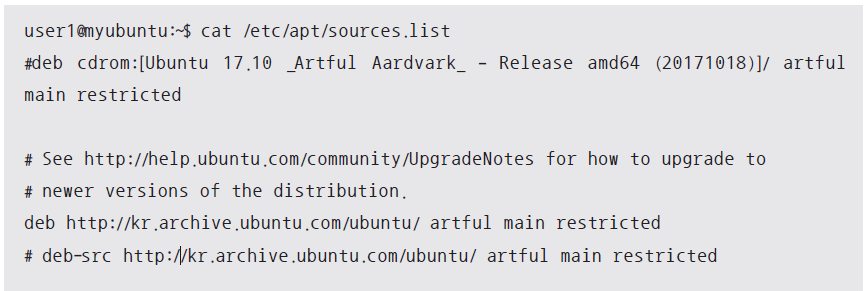 user1@myubuntu:~$ cat /etc/apt/sources.list
#deb cdrom:[Ubuntu 17.10 _Artful Aardvark_ - Release amd64 (20171018)]/ artful
main restricted
# See http://help.ubuntu.com/community/UpgradeNotes for how to upgrade to
# newer versions of the distribution.
deb http://kr.archive.ubuntu.com/ubuntu/ artful main restricted
# deb-src http://kr.archive.ubuntu.com/ubuntu/ artful main restricted